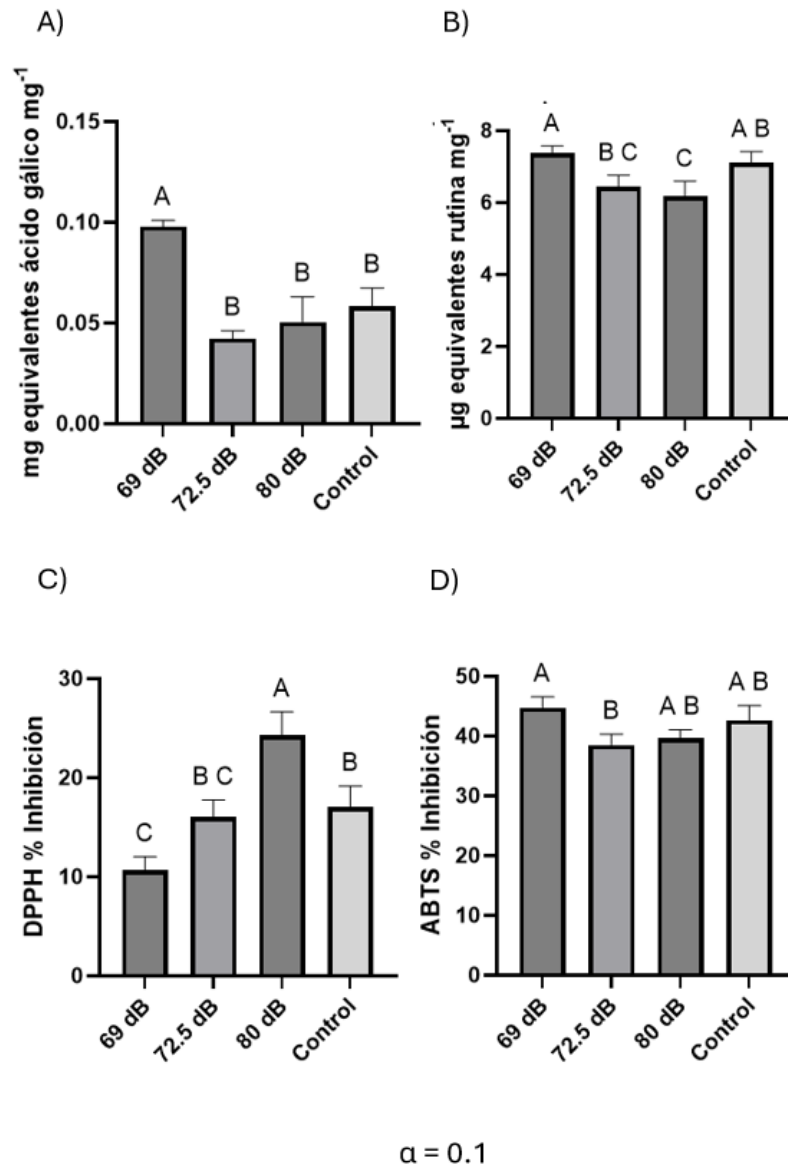 A)
mg equivalentes ácido gálico mg⁻¹
0.15
0.10
0.05
0.00
A
B
B
B
69 dB
72.5 dB
80 dB
Control
B)
µg equivalentes rutina mg⁻¹
8
6
4
2
0
A
B C
C
A B
69 dB
72.5 dB
80 dB
Control
C)
DPPH % Inhibición
30
20
10
0
C
B C
A
B
69 dB
72.5 dB
80 dB
Control
D)
ABTS % Inhibición
50
40
30
20
10
0
A
B
A B
A B
69 dB
72.5 dB
80 dB
Control
α = 0.1